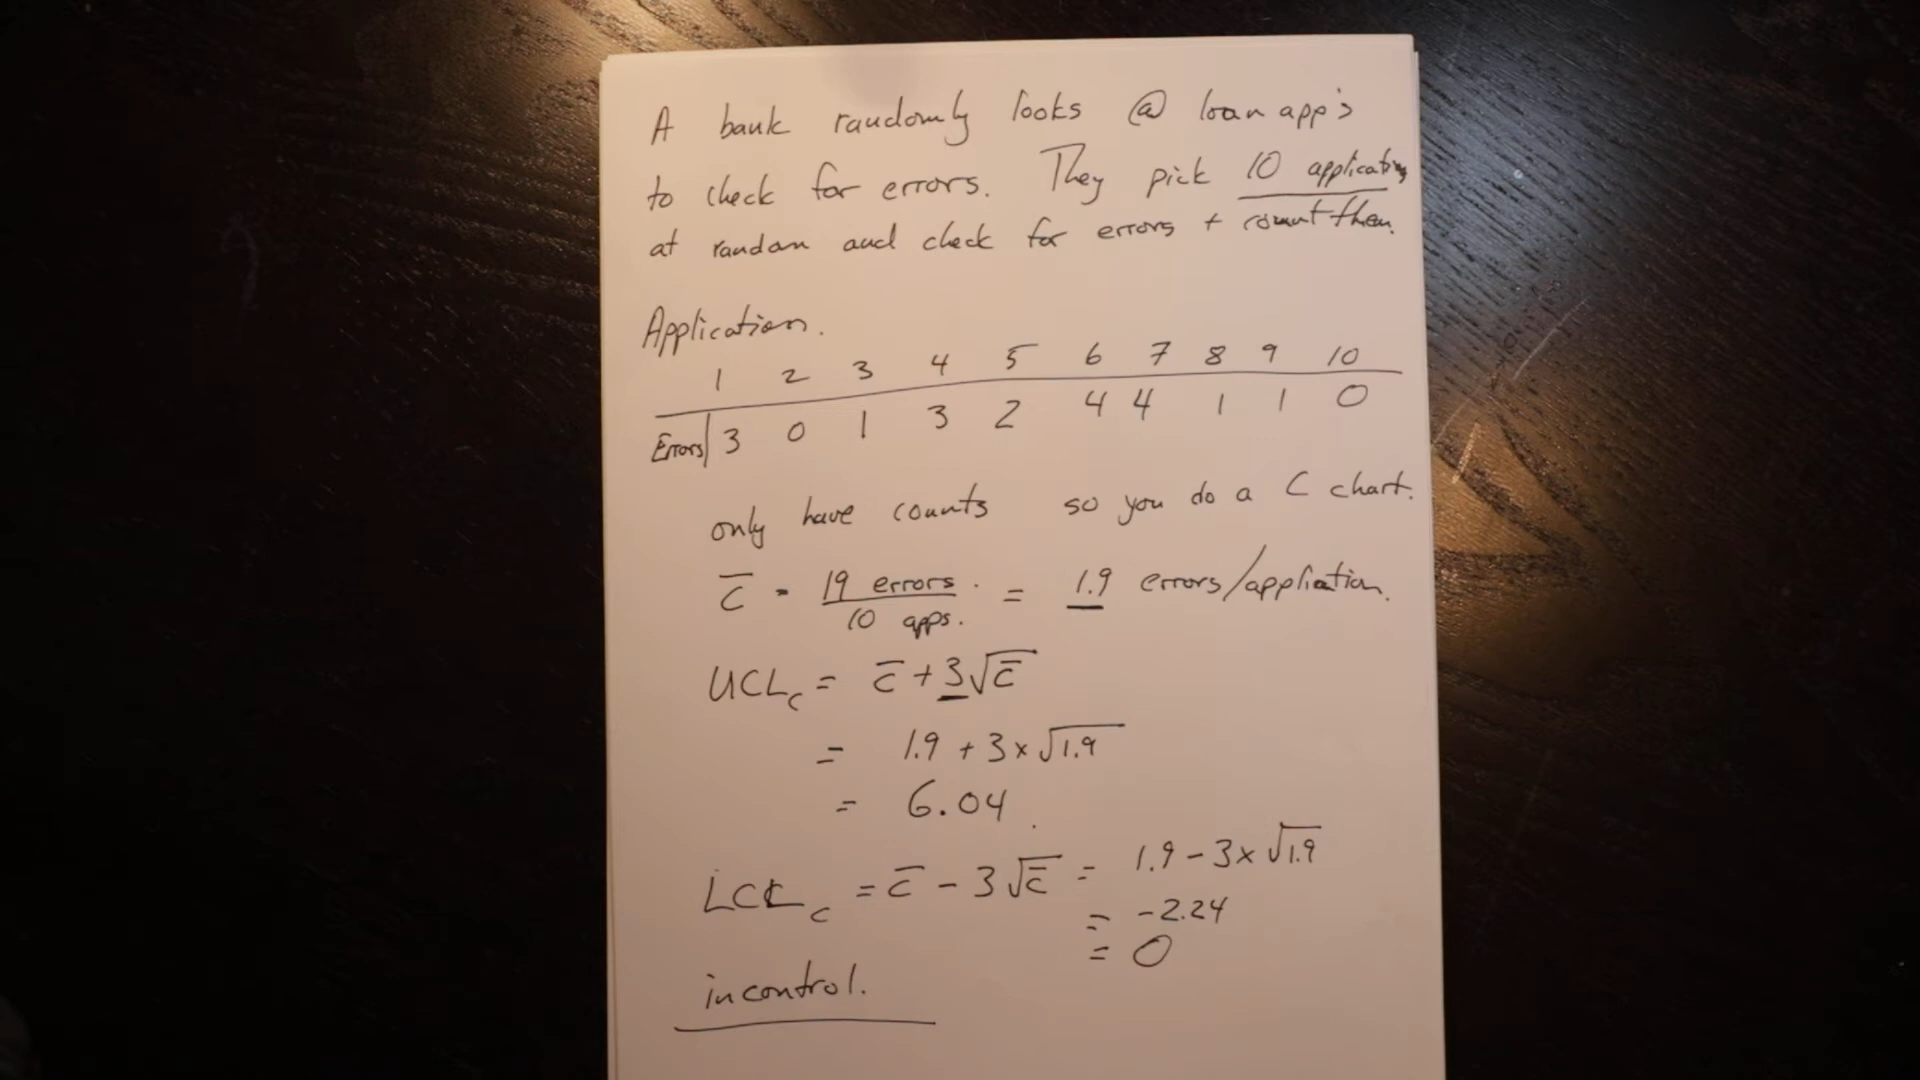 A bank randomly looks @ loan app's
to check for errors. They pick 10 applications
at random and check for errors + count them.
Application.
1 2 3 4 5 6 7 8 9 10
Errors 3 0 1 3 2 4 4 1 1 0
only have counts so you do a C chart.
c̅ = 19 errors / 10 apps. = 1.9 errors/application.
UCLc = c̅ + 3√c̅
= 1.9 + 3 x √1.9
= 6.04
LCLc = c̅ - 3√c̅ = 1.9 - 3 x √1.9
= -2.24
= 0
in control.